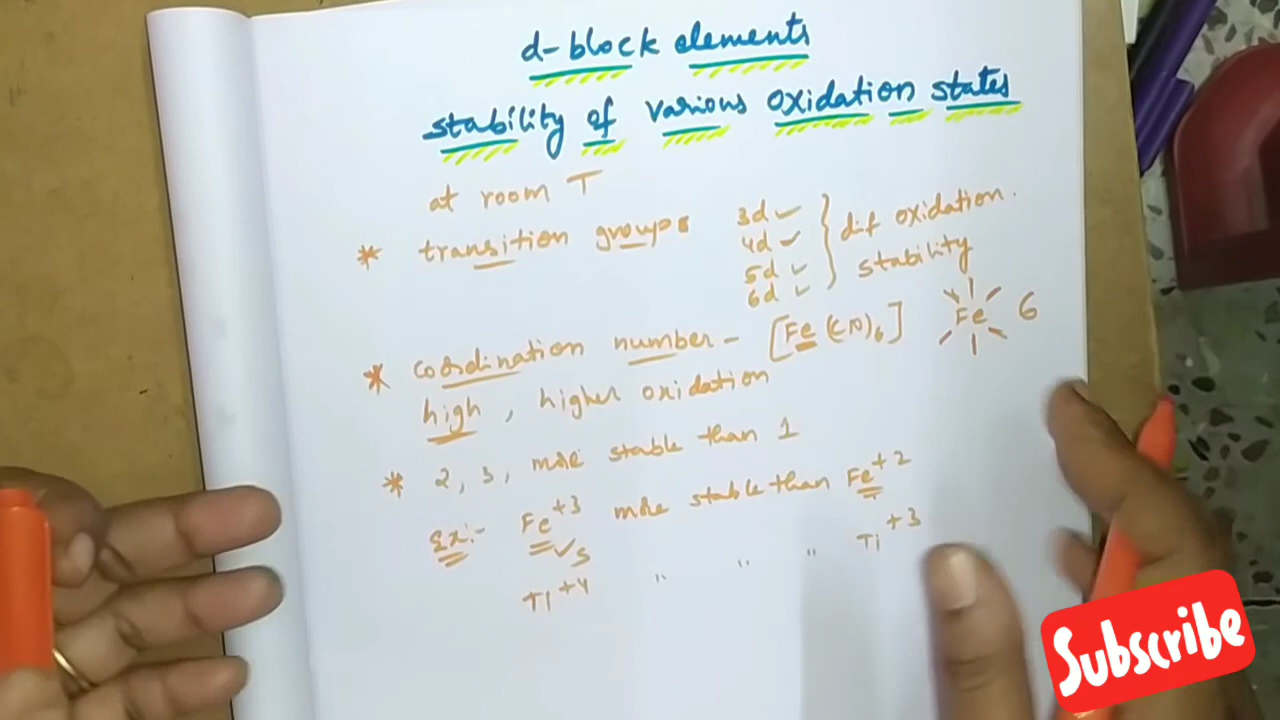 d-block elements
stability of various oxidation states
at room T
* transition groups 3d ✓ } dif oxidation.
4d ✓
5d ✓ stability
6d ✓
* coordination number - [Fe(CN)6] Fe 6
high, higher oxidation
* 2, 3, more stable than 1
Ex:- Fe+3 more stable than Fe+2
✓ S
Ti+4 " " " Ti+3
Subscribe